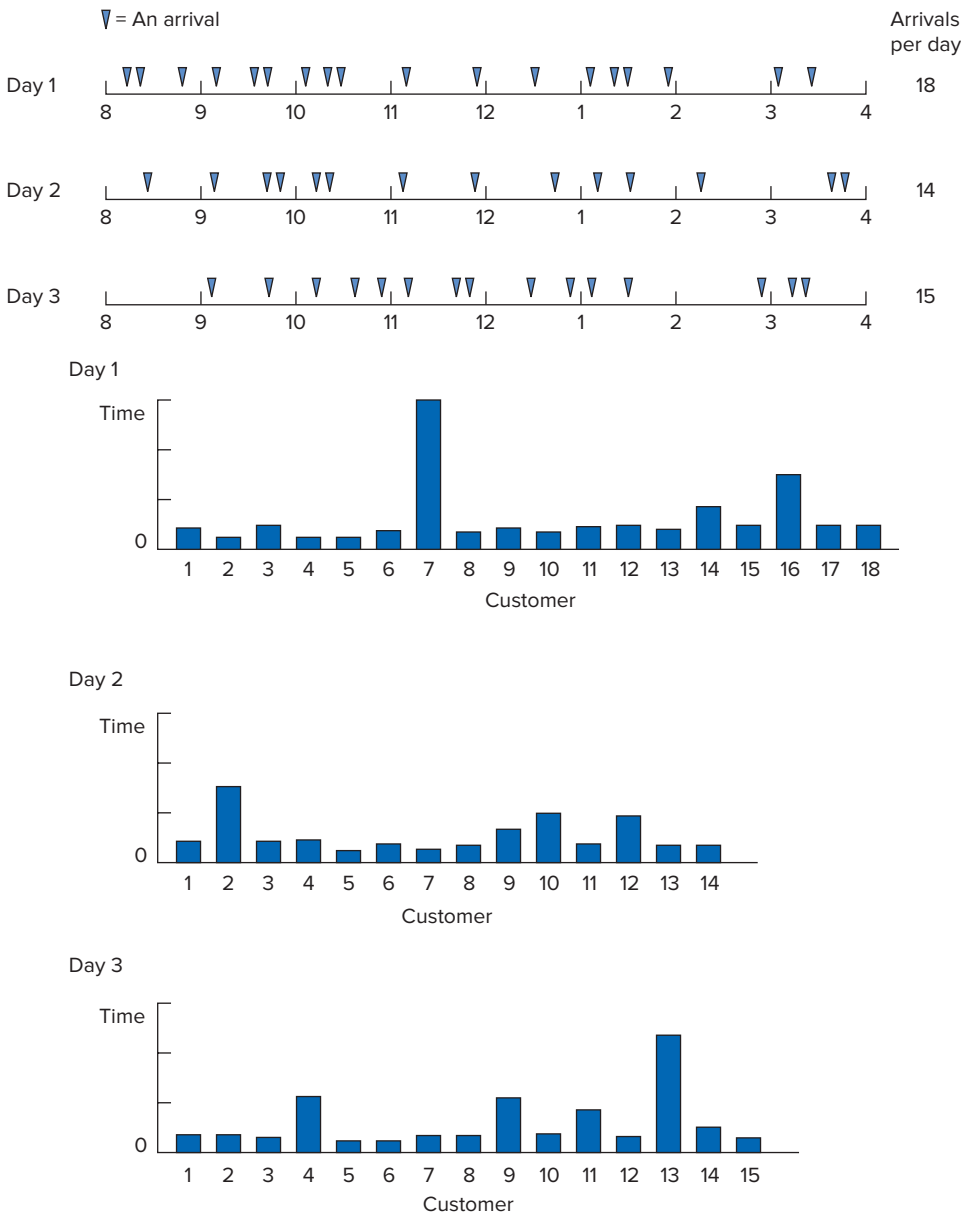 = An arrival
Arrivals
per day
Day 1
18
8 9 10 11 12 1 2 3 4
Day 2
14
8 9 10 11 12 1 2 3 4
Day 3
15
8 9 10 11 12 1 2 3 4
Day 1
Time
0
1 2 3 4 5 6 7 8 9 10 11 12 13 14 15 16 17 18
Customer
Day 2
Time
0
1 2 3 4 5 6 7 8 9 10 11 12 13 14
Customer
Day 3
Time
0
1 2 3 4 5 6 7 8 9 10 11 12 13 14 15
Customer